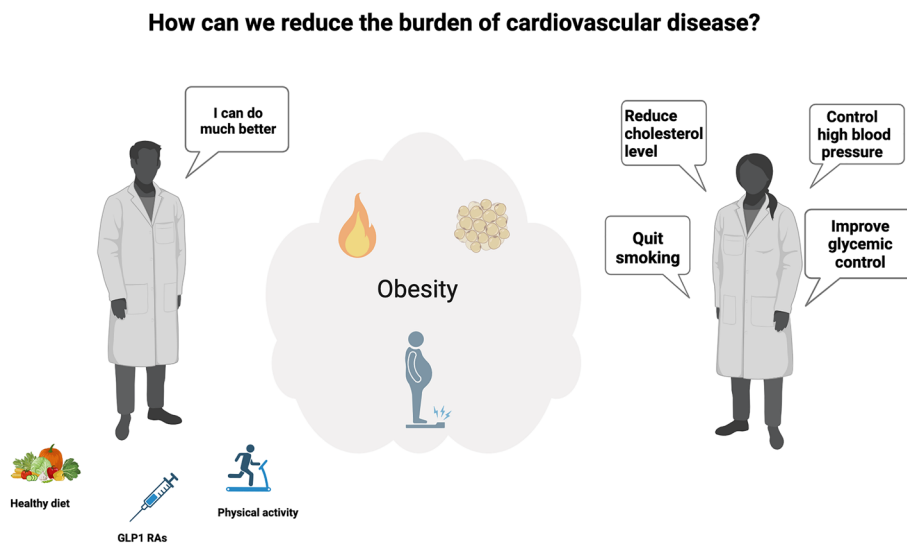 How can we reduce the burden of cardiovascular disease?
I can do
much better
Reduce
cholesterol
level
Control
high blood
pressure
Quit
smoking
Improve
glycemic
control
Obesity
Healthy diet
GLP1 RAs
Physical activity